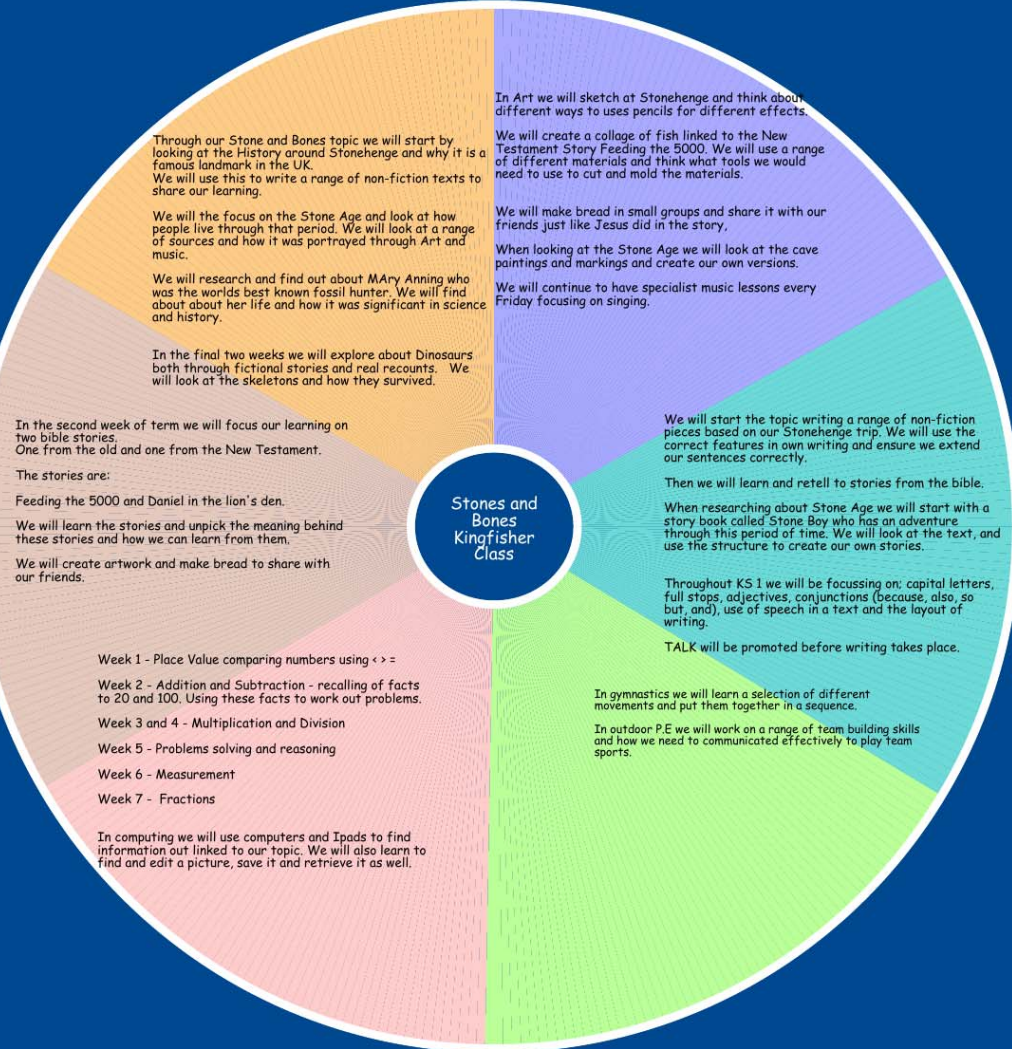 Through our Stone and Bones topic we will start by
looking at the History around Stonehenge and why it is a
famous landmark in the UK.
We will use this to write a range of non-fiction texts to
share our learning.
We will the focus on the Stone Age and look at how
people live through that period. We will look at a range
of sources and how it was portrayed through Art and
music.
We will research and find out about MAry Anning who
was the worlds best known fossil hunter. We will find
about about her life and how it was significant in science
and history.
In the final two weeks we will explore about Dinosaurs
both through fictional stories and real recounts. We
will look at the skeletons and how they survived.
In Art we will sketch at Stonehenge and think about
different ways to uses pencils for different effects.
We will create a collage of fish linked to the New
Testament Story Feeding the 5000. We will use a range
of different materials and think what tools we would
need to use to cut and mold the materials.
We will make bread in small groups and share it with our
friends just like Jesus did in the story,
When looking at the Stone Age we will look at the cave
paintings and markings and create our own versions.
We will continue to have specialist music lessons every
Friday focusing on singing.
In the second week of term we will focus our learning on
two bible stories.
One from the old and one from the New Testament.
The stories are:
Feeding the 5000 and Daniel in the lion's den.
We will learn the stories and unpick the meaning behind
these stories and how we can learn from them.
We will create artwork and make bread to share with
our friends.
Stones and
Bones
Kingfisher
Class
We will start the topic writing a range of non-fiction
pieces based on our Stonehenge trip. We will use the
correct features in own writing and ensure we extend
our sentences correctly.
Then we will learn and retell to stories from the bible.
When researching about Stone Age we will start with a
story book called Stone Boy who has an adventure
through this period of time. We will look at the text, and
use the structure to create our own stories.
Throughout KS 1 we will be focussing on; capital letters,
full stops, adjectives, conjunctions (because, also, so
but, and), use of speech in a text and the layout of
writing.
TALK will be promoted before writing takes place.
Week 1 - Place Value comparing numbers using < > =
Week 2 - Addition and Subtraction - recalling of facts
to 20 and 100. Using these facts to work out problems.
Week 3 and 4 - Multiplication and Division
Week 5 - Problems solving and reasoning
Week 6 - Measurement
Week 7 - Fractions
In computing we will use computers and Ipads to find
information out linked to our topic. We will also learn to
find and edit a picture, save it and retrieve it as well.
In gymnastics we will learn a selection of different
movements and put them together in a sequence.
In outdoor P.E we will work on a range of team building skills
and how we need to communicated effectively to play team
sports.